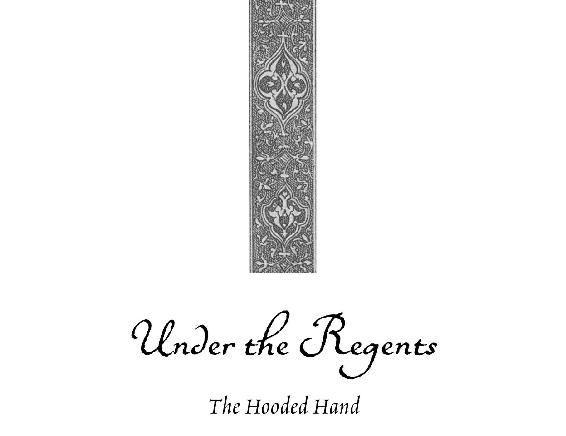 Under the Regents
The Hooded Hand